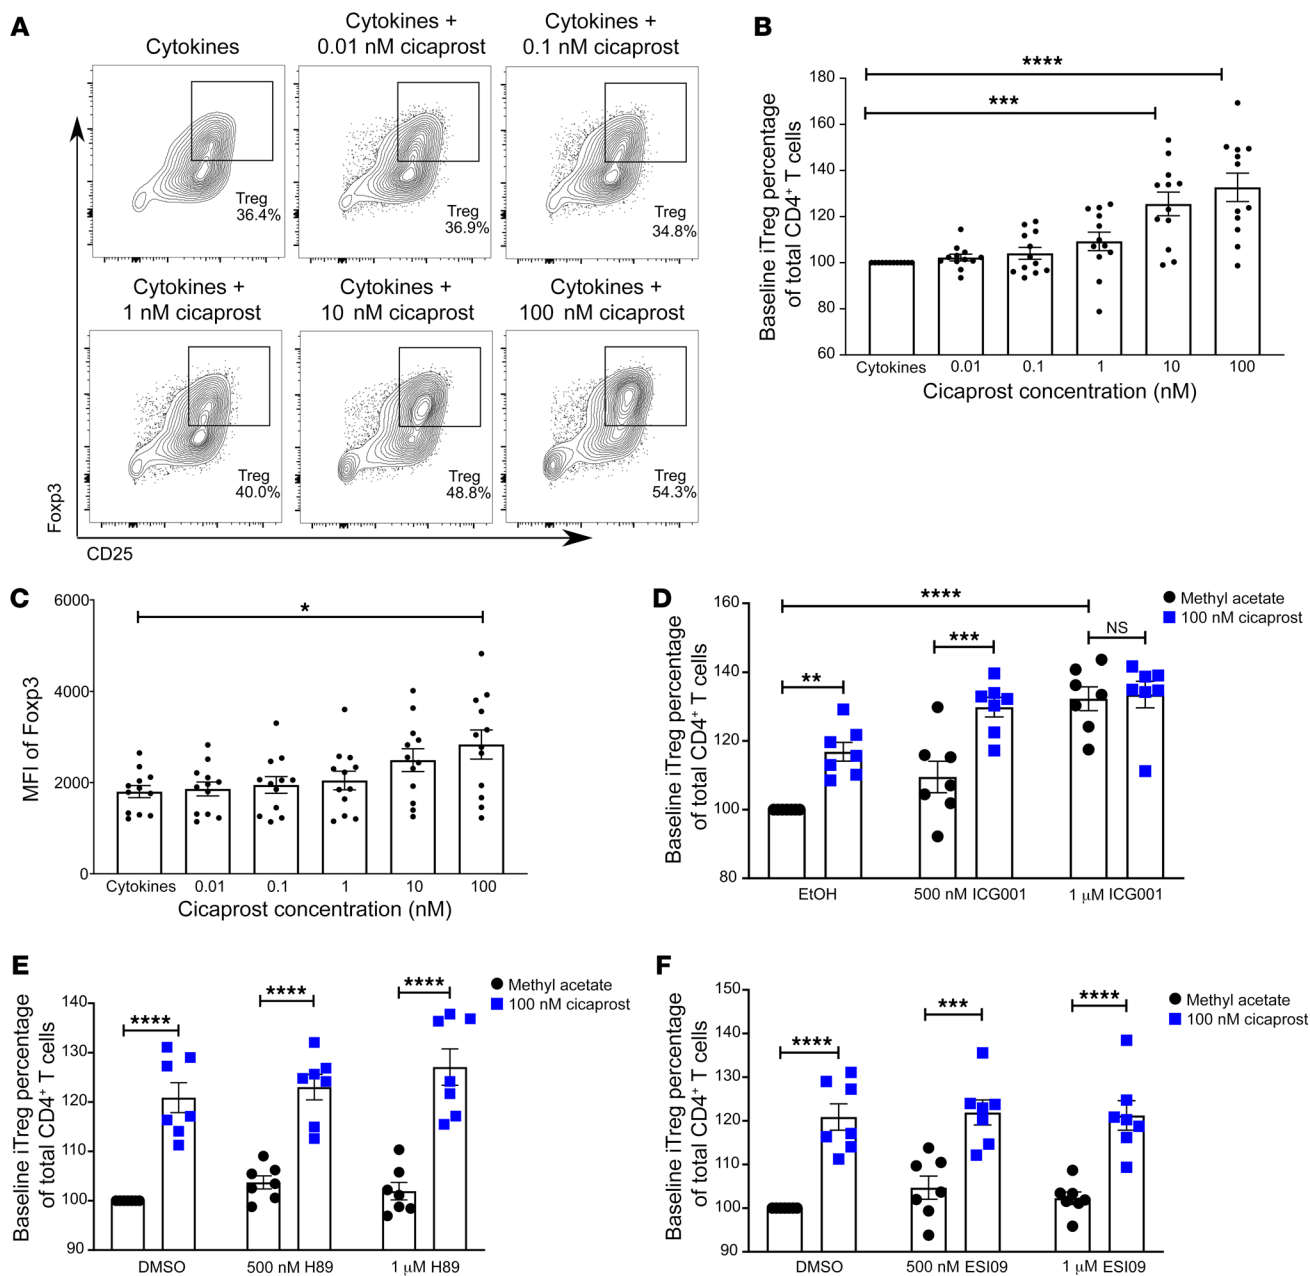 A
Cytokines
Cytokines +
0.01 nM cicaprost
Cytokines +
0.1 nM cicaprost
Treg
36.4%
Treg
36.9%
Treg
34.8%
Cytokines +
1 nM cicaprost
Cytokines +
10 nM cicaprost
Cytokines +
100 nM cicaprost
Treg
40.0%
Treg
48.8%
Treg
54.3%
Foxp3
CD25
B
****
***
Baseline iTreg percentage
of total CD4⁺ T cells
180
160
140
120
100
80
60
Cytokines 0.01 0.1 1 10 100
Cicaprost concentration (nM)
C
*
MFI of Foxp3
6000
4000
2000
0
Cytokines 0.01 0.1 1 10 100
Cicaprost concentration (nM)
D
Methyl acetate
100 nM cicaprost
****
***
NS
**
Baseline iTreg percentage
of total CD4⁺ T cells
160
140
120
100
80
EtOH 500 nM ICG001 1 μM ICG001
E
Methyl acetate
100 nM cicaprost
****
****
****
Baseline iTreg percentage
of total CD4⁺ T cells
140
130
120
110
100
90
DMSO 500 nM H89 1 μM H89
F
Methyl acetate
100 nM cicaprost
****
***
****
Baseline iTreg percentage
of total CD4⁺ T cells
150
140
130
120
110
100
90
DMSO 500 nM ESI09 1 μM ESI09